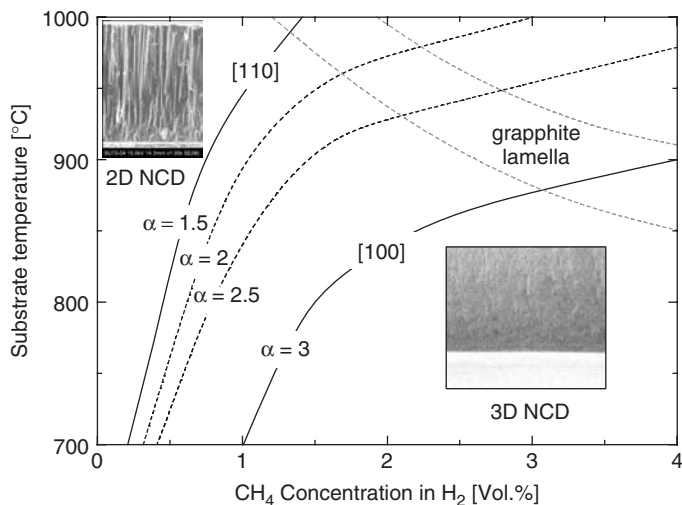 1000
[110]
Substrate temperature [°C]
900
grapphite
lamella
2D NCD
α = 1.5
[100]
α = 2
800
α = 2.5
α = 3
3D NCD
700
0
1
2
3
4
CH₄ Concentration in H₂ [Vol.%]